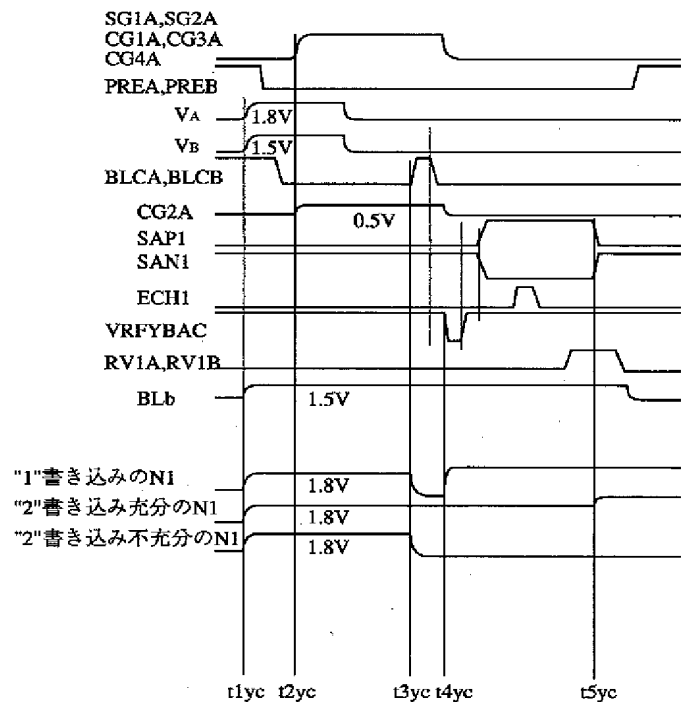 SG1A,SG2A
CG1A,CG3A
CG4A
PREA,PREB
VA
1.8V
VB
1.5V
BLCA,BLCB
CG2A
0.5V
SAP1
SAN1
ECH1
VRFYBAC
RV1A,RV1B
BLb
1.5V
"1"書き込みのN1
1.8V
"2"書き込み充分のN1
1.8V
"2"書き込み不充分のN1
1.8V
t1yc t2yc t3yc t4yc t5yc